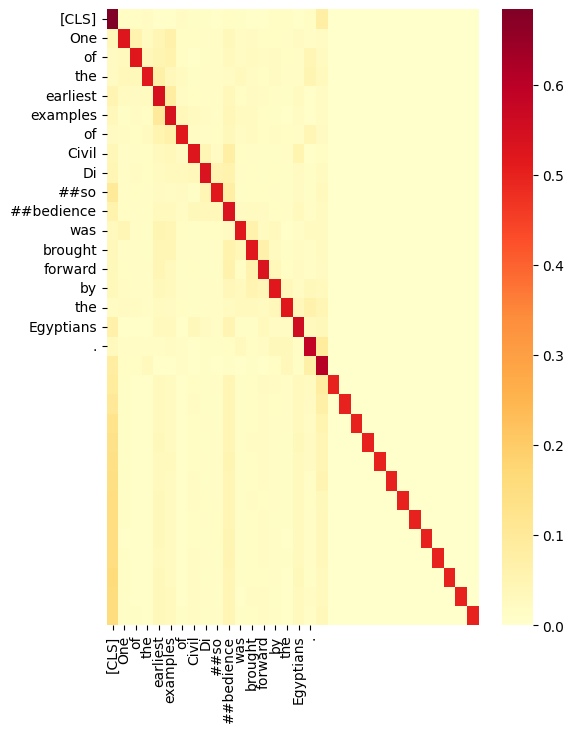 [CLS]
One
of
the
earliest
examples
of
Civil
Di
##so
##bedience
was
brought
forward
by
the
Egyptians
.
[CLS]
One
of
the
earliest
examples
of
Civil
Di
##so
##bedience
was
brought
forward
by
the
Egyptians
.
0.6
0.5
0.4
0.3
0.2
0.1
0.0